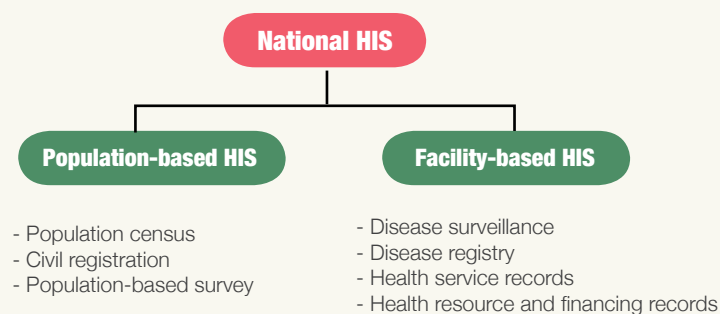 National HIS
Population-based HIS
Facility-based HIS
- Population census
- Civil registration
- Population-based survey
- Disease surveillance
- Disease registry
- Health service records
- Health resource and financing records